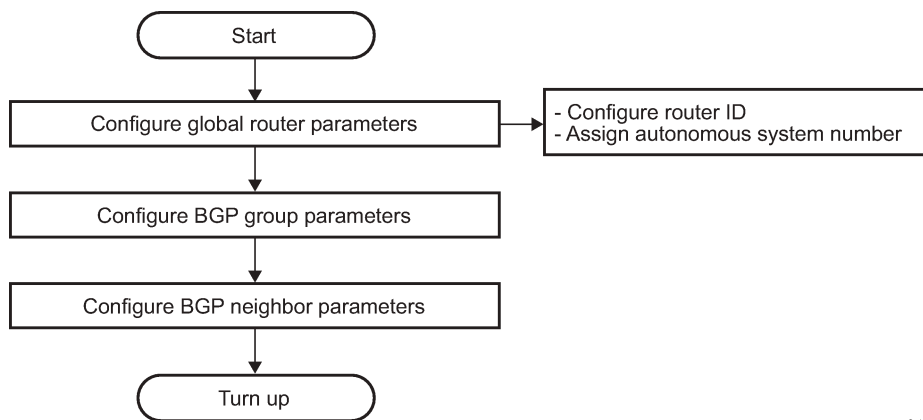 Start
Configure global router parameters
- Configure router ID
- Assign autonomous system number
Configure BGP group parameters
Configure BGP neighbor parameters
Turn up